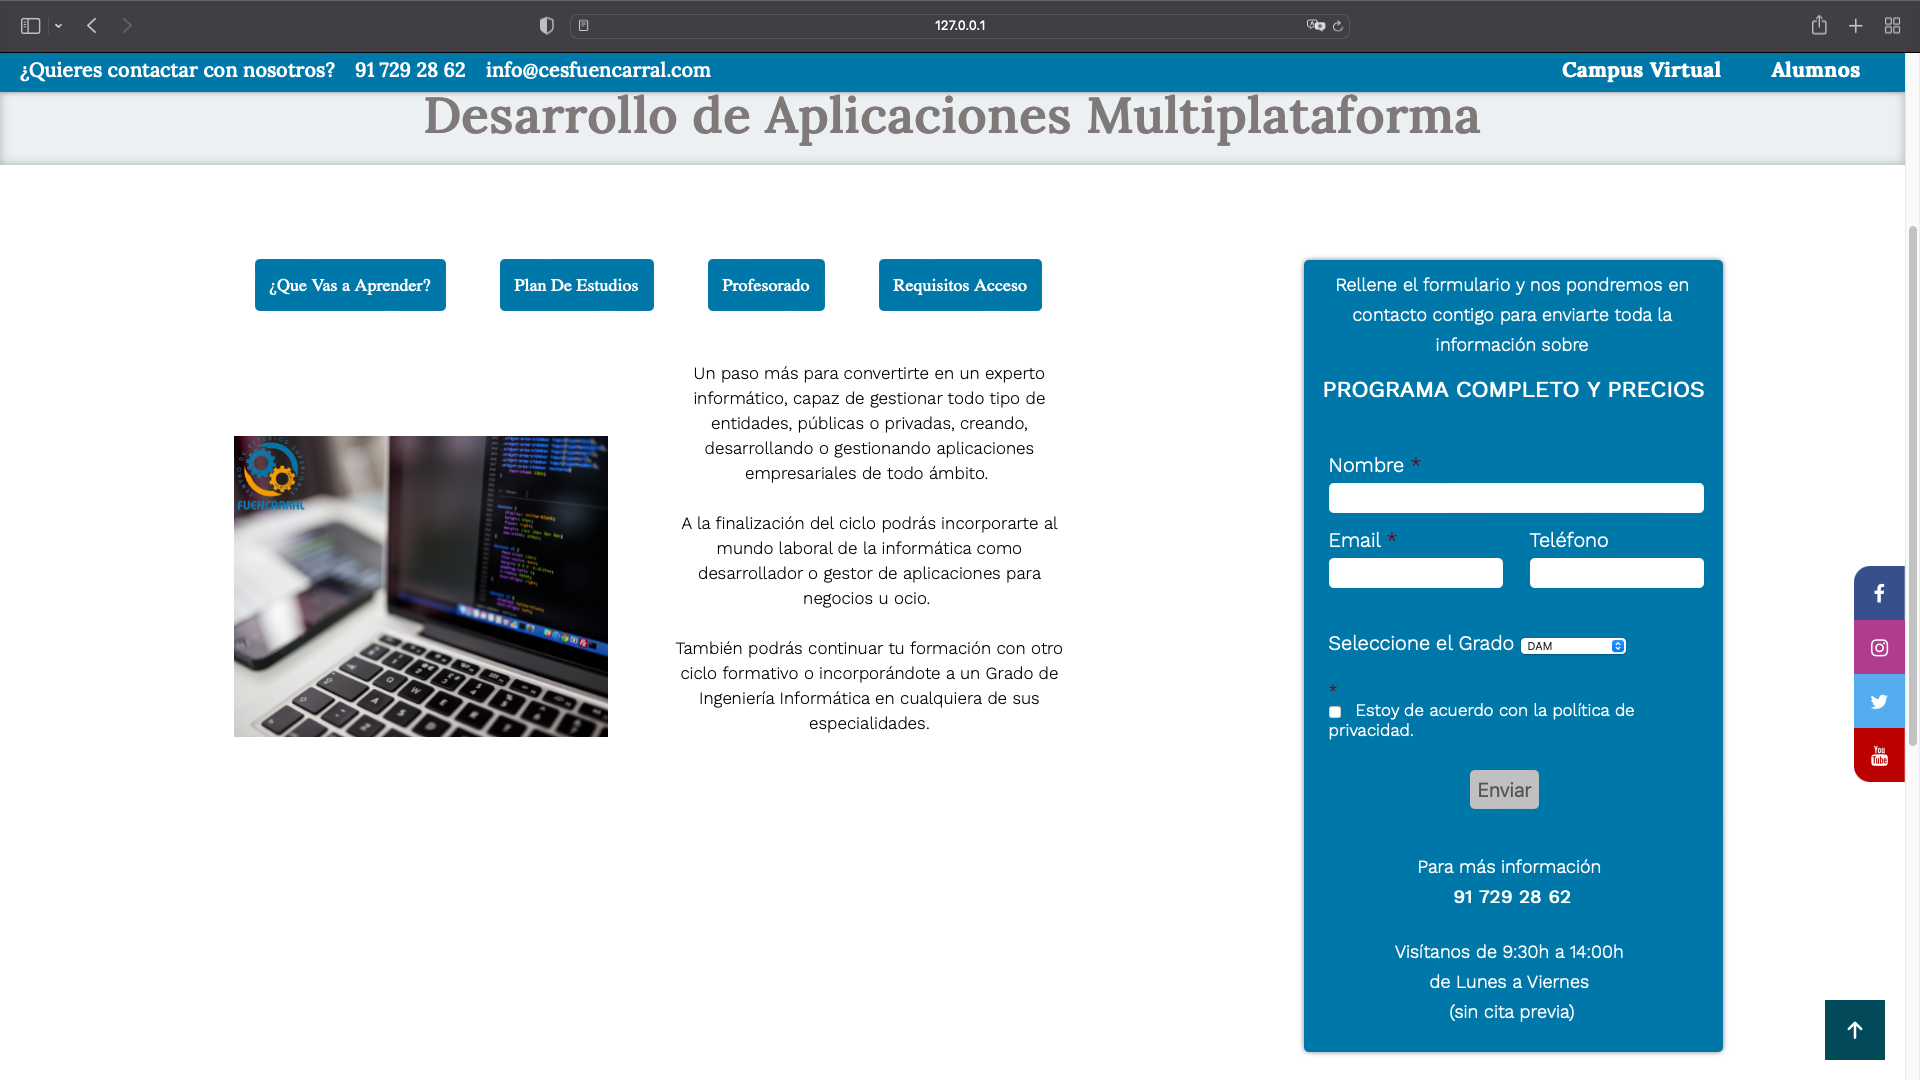 127.0.0.1
¿Quieres contactar con nosotros? 91 729 28 62 info@cesfuencarral.com Campus Virtual Alumnos
Desarrollo de Aplicaciones Multiplataforma
¿Que Vas a Aprender? Plan De Estudios Profesorado Requisitos Acceso
Un paso más para convertirte en un experto
informático, capaz de gestionar todo tipo de
entidades, públicas o privadas, creando,
desarrollando o gestionando aplicaciones
empresariales de todo ámbito.
A la finalización del ciclo podrás incorporarte al
mundo laboral de la informática como
desarrollador o gestor de aplicaciones para
negocios u ocio.
También podrás continuar tu formación con otro
ciclo formativo o incorporándote a un Grado de
Ingeniería Informática en cualquiera de sus
especialidades.
FUENCARRAL
Rellene el formulario y nos pondremos en
contacto contigo para enviarte toda la
información sobre
PROGRAMA COMPLETO Y PRECIOS
Nombre *
Email * Teléfono
Seleccione el Grado DAM
*
Estoy de acuerdo con la política de
privacidad.
Enviar
Para más información
91 729 28 62
Visítanos de 9:30h a 14:00h
de Lunes a Viernes
(sin cita previa)
You
Tube